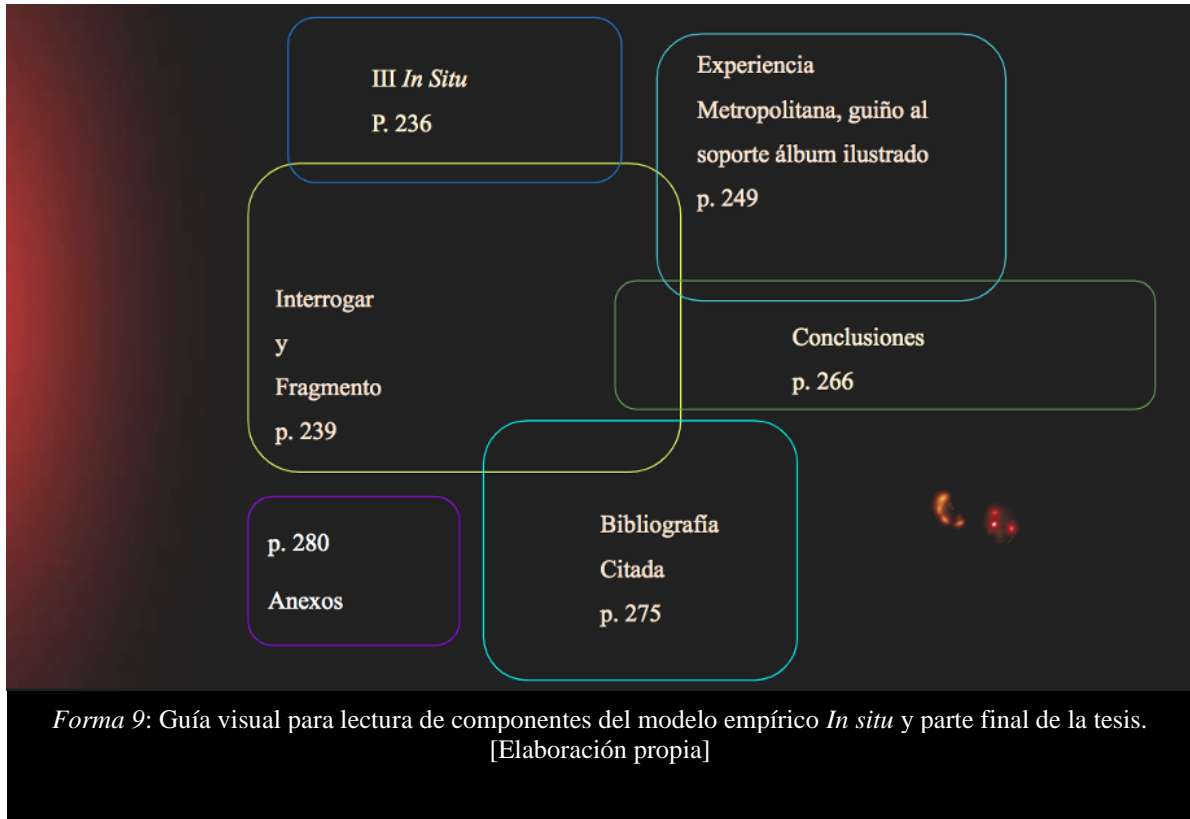 III In Situ
P. 236
Experiencia
Metropolitana, guiño al
soporte álbum ilustrado
p. 249
Interrogar
y
Fragmento
p. 239
Conclusiones
p. 266
p. 280
Anexos
Bibliografía
Citada
p. 275
Forma 9: Guía visual para lectura de componentes del modelo empírico In situ y parte final de la tesis.
[Elaboración propia]